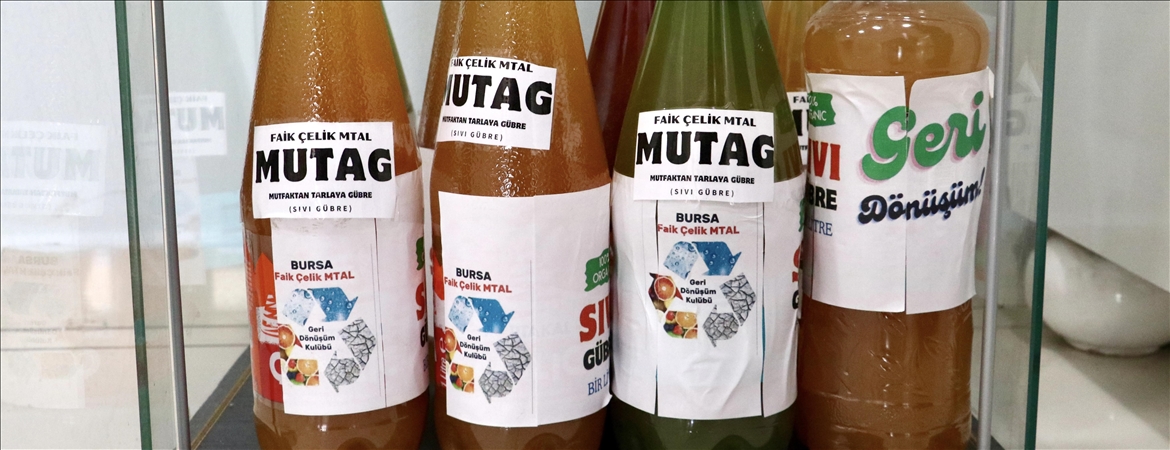 FAİK ÇELİK MTAL
MUTAG
MUTFAKTAN TARLAYA GÜBRE
(SIVI GÜBRE)
BURSA
Faik Çelik MTAL
Geri
Dönüşüm
Kulübü
FAİK ÇELİK MTAL
MUTAG
MUTFAKTAN TARLAYA GÜBRE
(SIVI GÜBRE)
BURSA
Faik Çelik MTAL
Geri
Dönüşüm
Kulübü
SIVI
GÜB
BİR
FAİK ÇELİK MTAL
MUTAG
MUTFAKTAN TARLAYA GÜBRE
(SIVI GÜBRE)
BURSA
Faik Çelik MTAL
Geri
Dönüşüm
Kulübü
Geri
Dönüşüm!